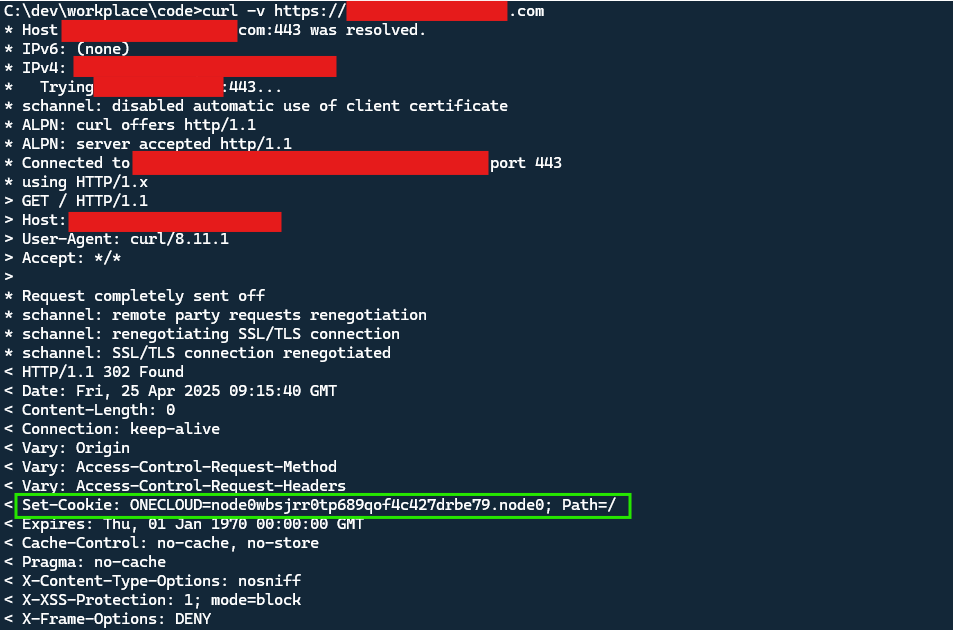 C:\dev\workplace\code>curl -v https://.com
* Host com:443 was resolved.
* IPv6: (none)
* IPv4:
*   Trying :443...
* schannel: disabled automatic use of client certificate
* ALPN: curl offers http/1.1
* ALPN: server accepted http/1.1
* Connected to port 443
* using HTTP/1.x
> GET / HTTP/1.1
> Host:
> User-Agent: curl/8.11.1
> Accept: */*
>
* Request completely sent off
* schannel: remote party requests renegotiation
* schannel: renegotiating SSL/TLS connection
* schannel: SSL/TLS connection renegotiated
< HTTP/1.1 302 Found
< Date: Fri, 25 Apr 2025 09:15:40 GMT
< Content-Length: 0
< Connection: keep-alive
< Vary: Origin
< Vary: Access-Control-Request-Method
< Vary: Access-Control-Request-Headers
< Set-Cookie: ONECLOUD=node0wbsjrr0tp689qof4c427drbe79.node0; Path=/
< Expires: Thu, 01 Jan 1970 00:00:00 GMT
< Cache-Control: no-cache, no-store
< Pragma: no-cache
< X-Content-Type-Options: nosniff
< X-XSS-Protection: 1; mode=block
< X-Frame-Options: DENY